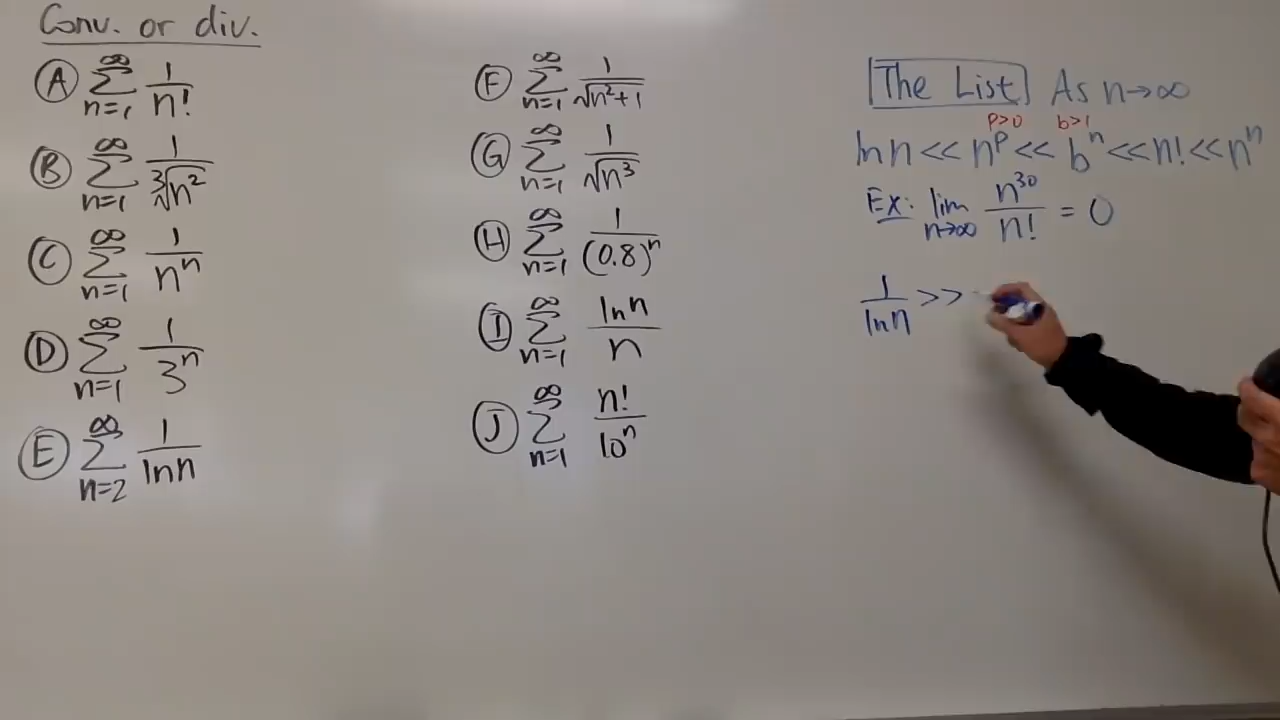 Conv. or div.
Ⓐ ∞∑n=1 1/n!
Ⓑ ∞∑n=1 1/∛n²
Ⓒ ∞∑n=1 1/nⁿ
Ⓓ ∞∑n=1 1/3ⁿ
Ⓔ ∞∑n=2 1/ln n
Ⓕ ∞∑n=1 1/√n²+1
Ⓖ ∞∑n=1 1/√n³
Ⓗ ∞∑n=1 1/(0.8)ⁿ
Ⓘ ∞∑n=1 ln n/n
Ⓙ ∞∑n=1 n!/10ⁿ
The List As n→∞
p>0 b>1
ln n << nᵖ << bⁿ << n! << nⁿ
Ex: lim n→∞ n³⁰/n! = 0
1/ln n >>